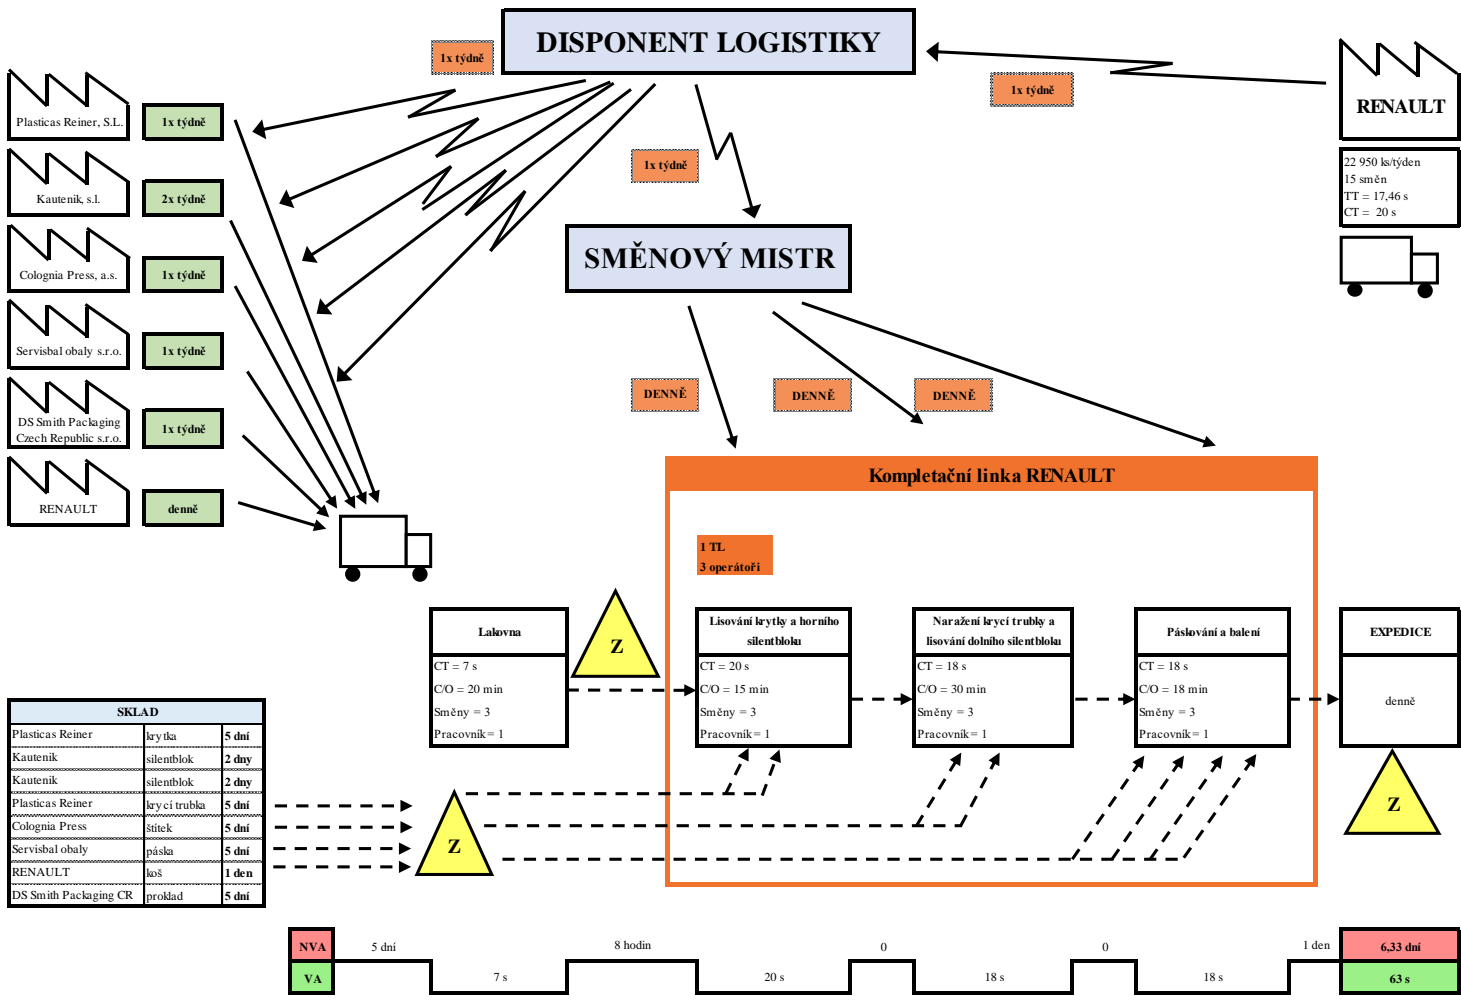 DISPONENT LOGISTIKY
1x týdně
1x týdně
RENAULT
22 950 ks/týden
15 směn
TT = 17,46 s
CT = 20 s
Plasticas Reiner, S.L.
1x týdně
Kautenik, s.l.
2x týdně
Colognia Press, a.s.
1x týdně
Servisbal obaly s.r.o.
1x týdně
DS Smith Packaging
Czech Republic s.r.o.
1x týdně
RENAULT
denně
1x týdně
SMĚNOVÝ MISTR
DENNĚ
DENNĚ
DENNĚ
Kompletační linka RENAULT
1 TL
3 operátoři
Lakovna
CT = 7 s
C/O = 20 min
Směny = 3
Pracovník = 1
Z
Lisování krytky a horního
silentbloku
CT = 20 s
C/O = 15 min
Směny = 3
Pracovník = 1
Naražení krycí trubky a
lisování dolního silentbloku
CT = 18 s
C/O = 30 min
Směny = 3
Pracovník = 1
Páskování a balení
CT = 18 s
C/O = 18 min
Směny = 3
Pracovník = 1
EXPEDICE
denně
Z
SKLAD
Plasticas Reiner krytka 5 dní
Kautenik silentblok 2 dny
Kautenik silentblok 2 dny
Plasticas Reiner krycí trubka 5 dní
Colognia Press štítek 5 dní
Servisbal obaly páska 5 dní
RENAULT koš 1 den
DS Smith Packaging CR proklad 5 dní
Z
NVA 5 dní 8 hodin 0 0 1 den 6,33 dní
VA 7 s 20 s 18 s 18 s 63 s